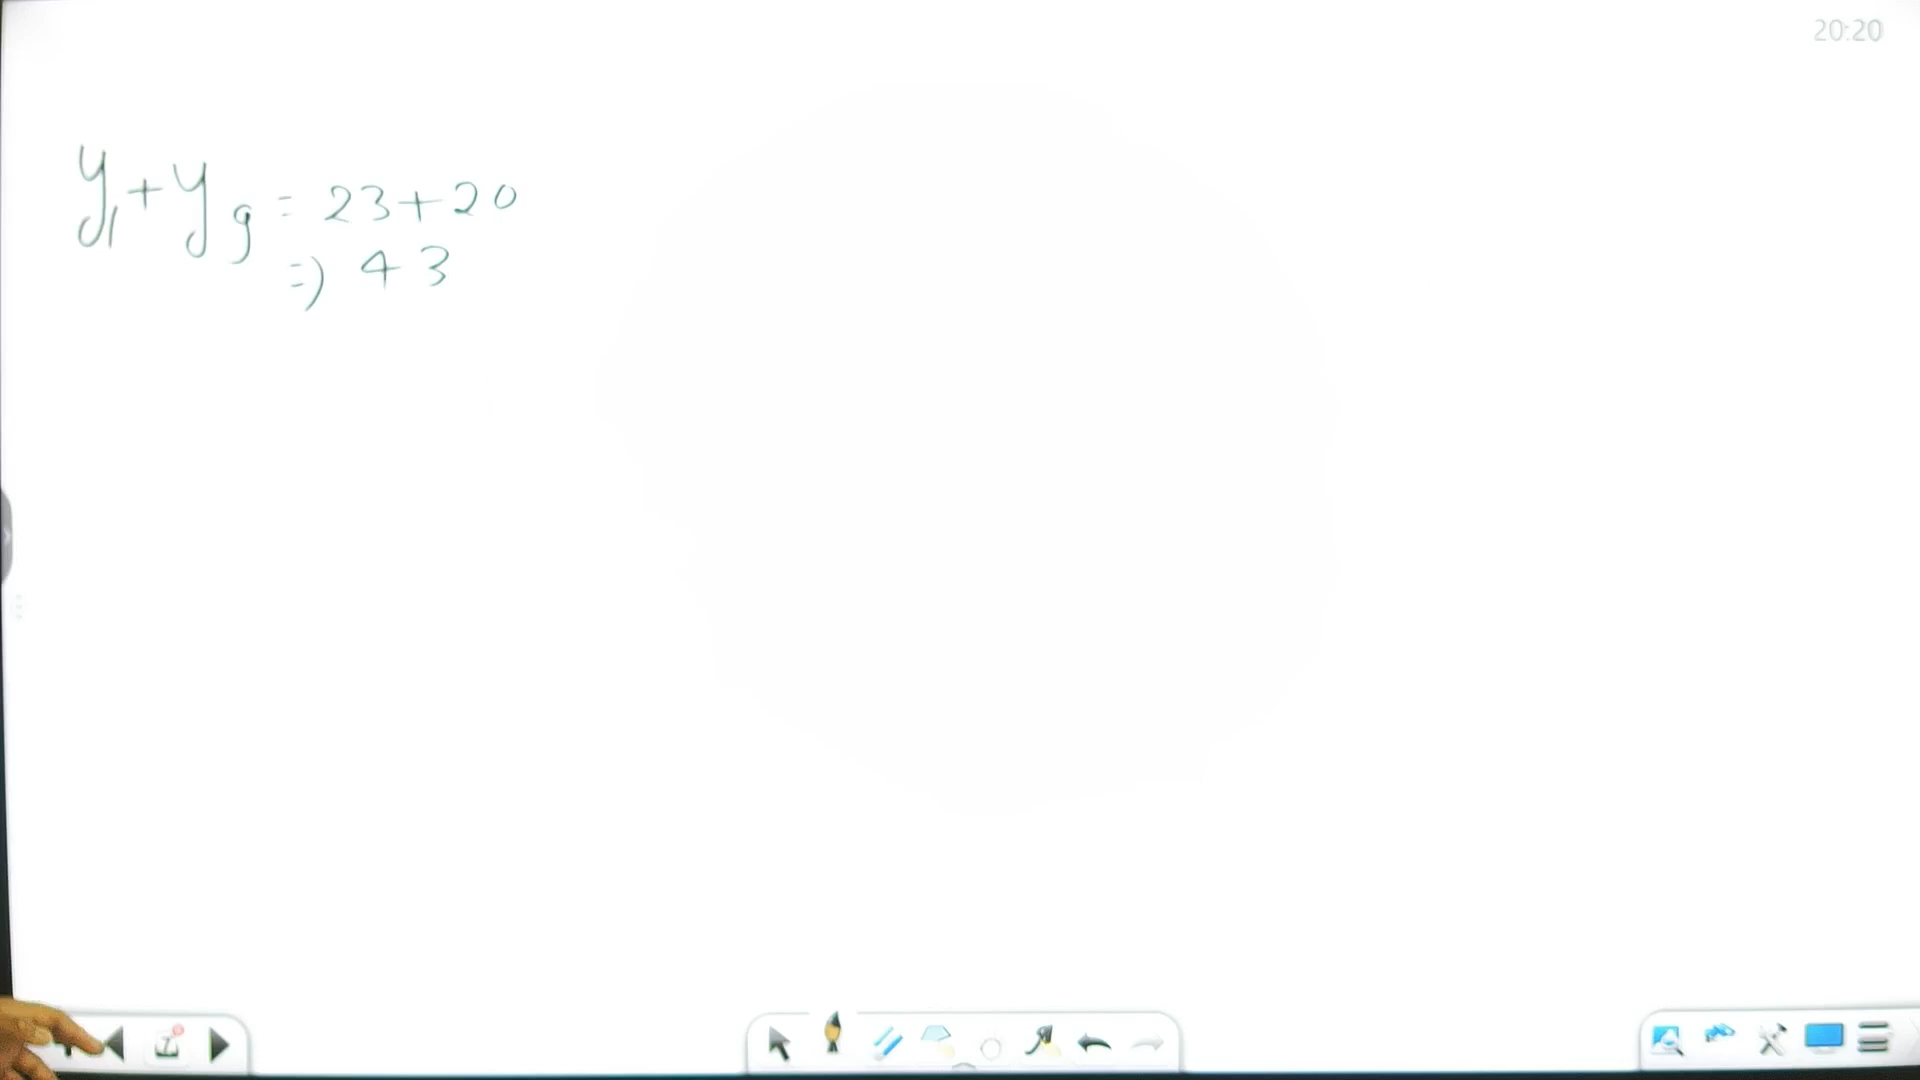 20:20
y₁+y₉ = 23+20
=) 43